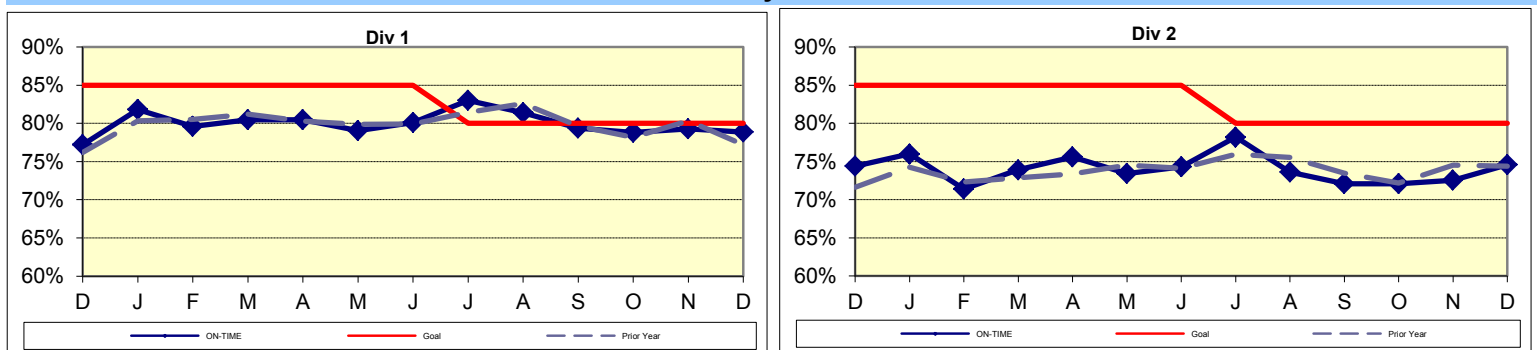 Div 1
90%
85%
80%
75%
70%
65%
60%
D J F M A M J J A S O N D
ON-TIME Goal Prior Year
Div 2
90%
85%
80%
75%
70%
65%
60%
D J F M A M J J A S O N D
ON-TIME Goal Prior Year